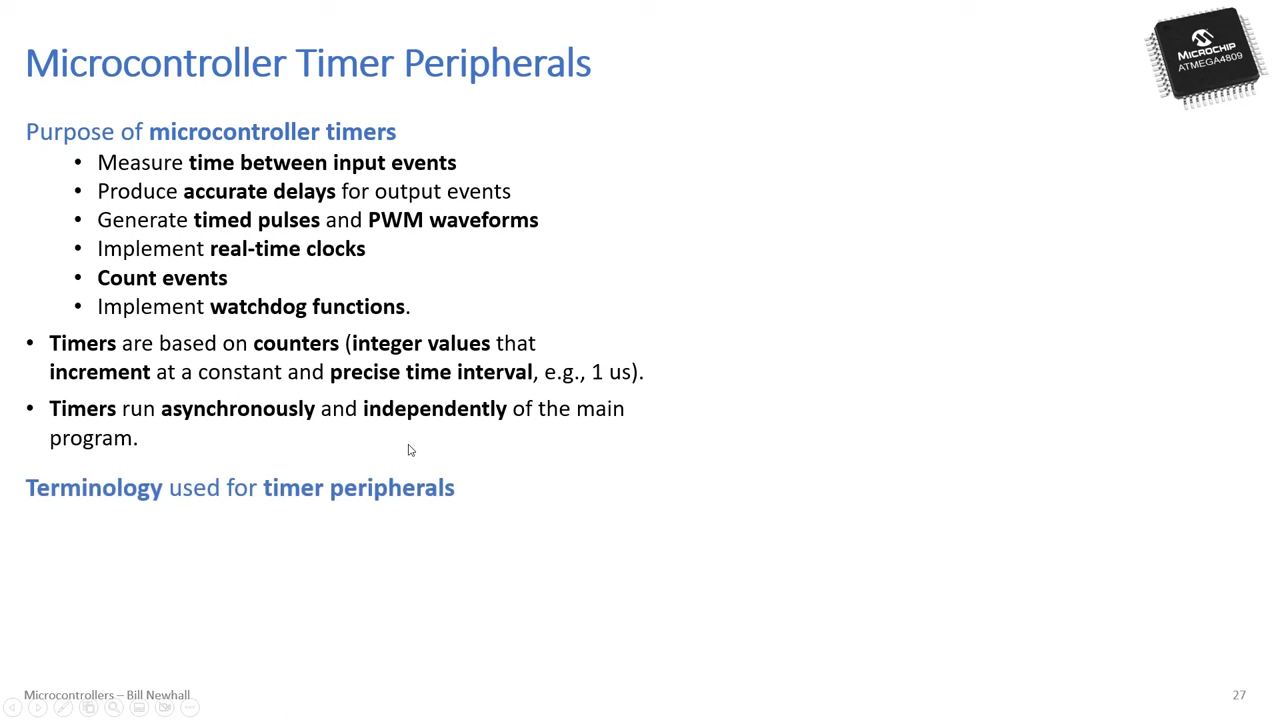 Microcontroller Timer Peripherals
MICROCHIP
ATMEGA4809
Purpose of microcontroller timers
• Measure time between input events
• Produce accurate delays for output events
• Generate timed pulses and PWM waveforms
• Implement real-time clocks
• Count events
• Implement watchdog functions.
• Timers are based on counters (integer values that
increment at a constant and precise time interval, e.g., 1 us).
• Timers run asynchronously and independently of the main
program.
Terminology used for timer peripherals
Microcontrollers – Bill Newhall
27